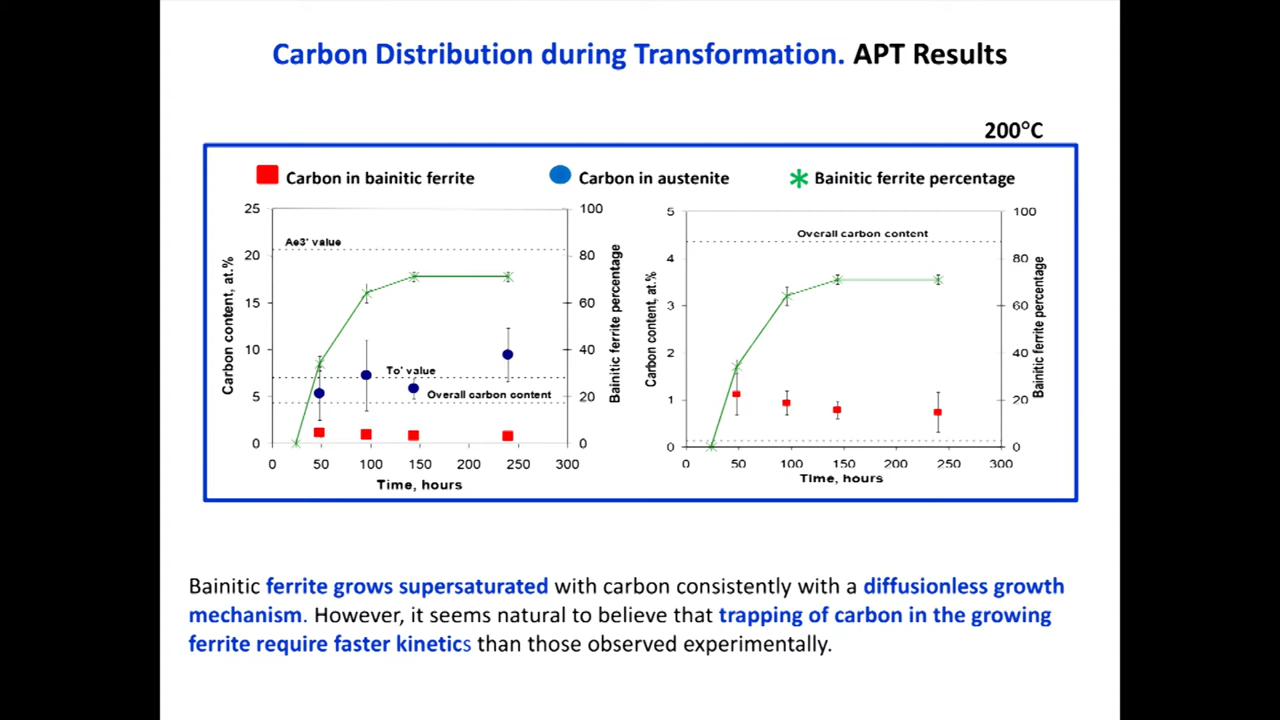 Carbon Distribution during Transformation. APT Results
200°C
Carbon in bainitic ferrite
Carbon in austenite
Bainitic ferrite percentage
25
20
15
10
5
0
Carbon content, at.%
Ae3' value
To' value
Overall carbon content
100
80
60
40
20
0
Bainitic ferrite percentage
0 50 100 150 200 250 300
Time, hours
5
4
3
2
1
0
Carbon content, at.%
Overall carbon content
100
80
60
40
20
0
Bainitic ferrite percentage
0 50 100 150 200 250 300
Time, hours
Bainitic ferrite grows supersaturated with carbon consistently with a diffusionless growth
mechanism. However, it seems natural to believe that trapping of carbon in the growing
ferrite require faster kinetics than those observed experimentally.